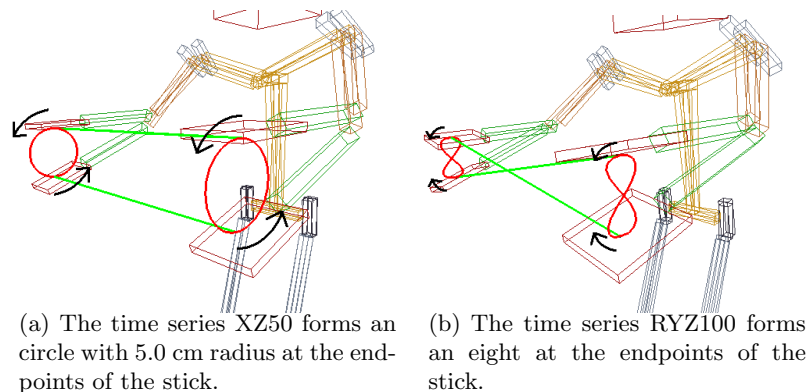 (a) The time series XZ50 forms an
circle with 5.0 cm radius at the end-
points of the stick.
(b) The time series RYZ100 forms
an eight at the endpoints of the
stick.